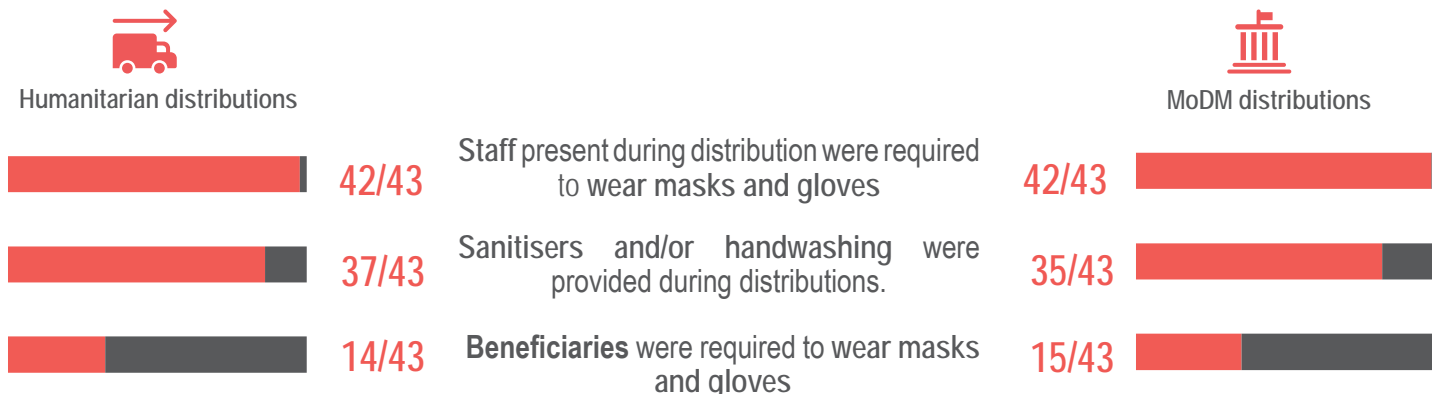 Humanitarian distributions
MoDM distributions
42/43
Staff present during distribution were required
to wear masks and gloves
42/43
37/43
Sanitisers and/or handwashing were
provided during distributions.
35/43
14/43
Beneficiaries were required to wear masks
and gloves
15/43